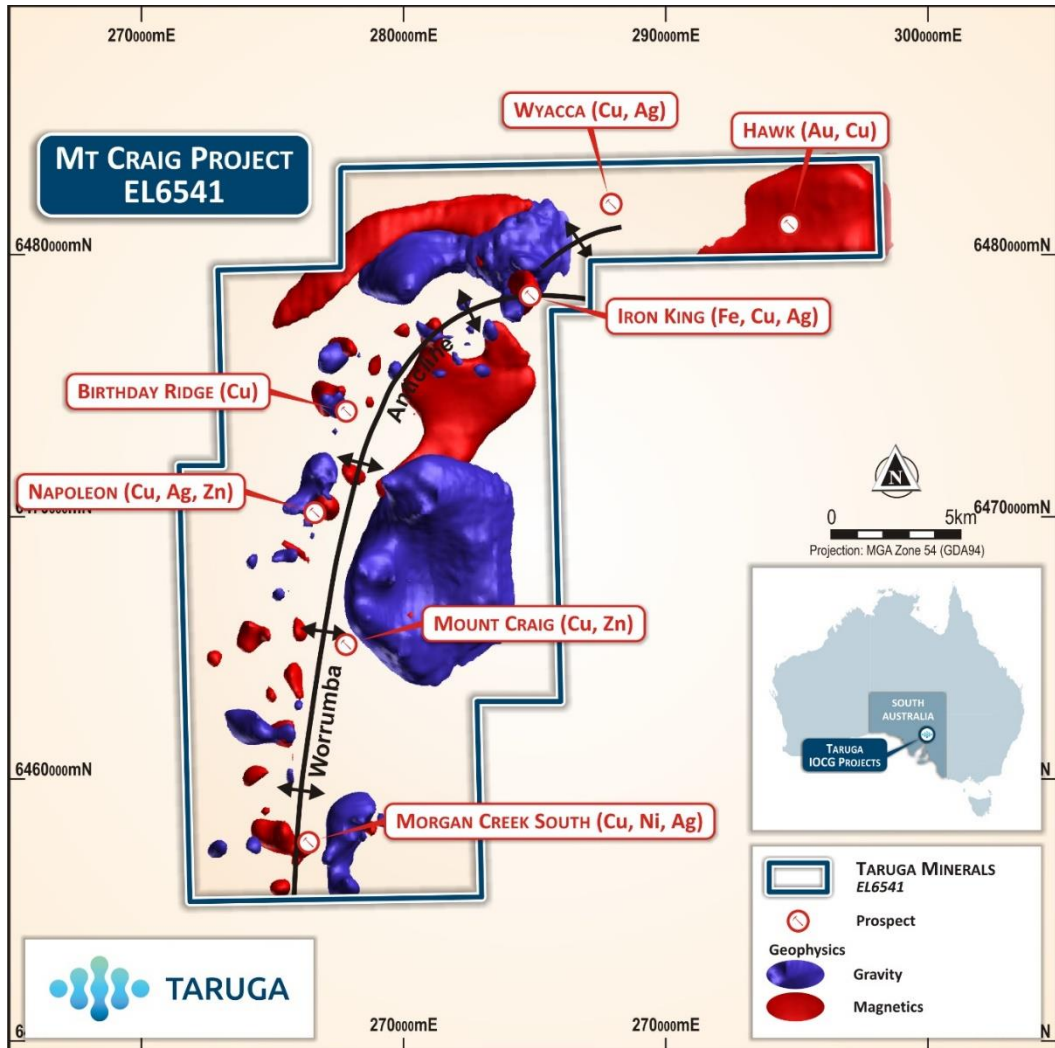 270000mE
280000mE
290000mE
300000mE
WYACCA (Cu, Ag)
HAWK (Au, Cu)
MT CRAIG PROJECT
EL6541
6480000mN
6480000mN
IRON KING (Fe, Cu, Ag)
Anticline
BIRTHDAY RIDGE (Cu)
N
NAPOLEON (Cu, Ag, Zn)
0
5km
Projection: MGA Zone 54 (GDA94)
MOUNT CRAIG (Cu, Zn)
Worrumba
SOUTH
AUSTRALIA
TARUGA
IOCG PROJECTS
6460000mN
MORGAN CREEK SOUTH (Cu, Ni, Ag)
TARUGA MINERALS
EL6541
Prospect
Geophysics
Gravity
Magnetics
TARUGA
270000mE
270000mE